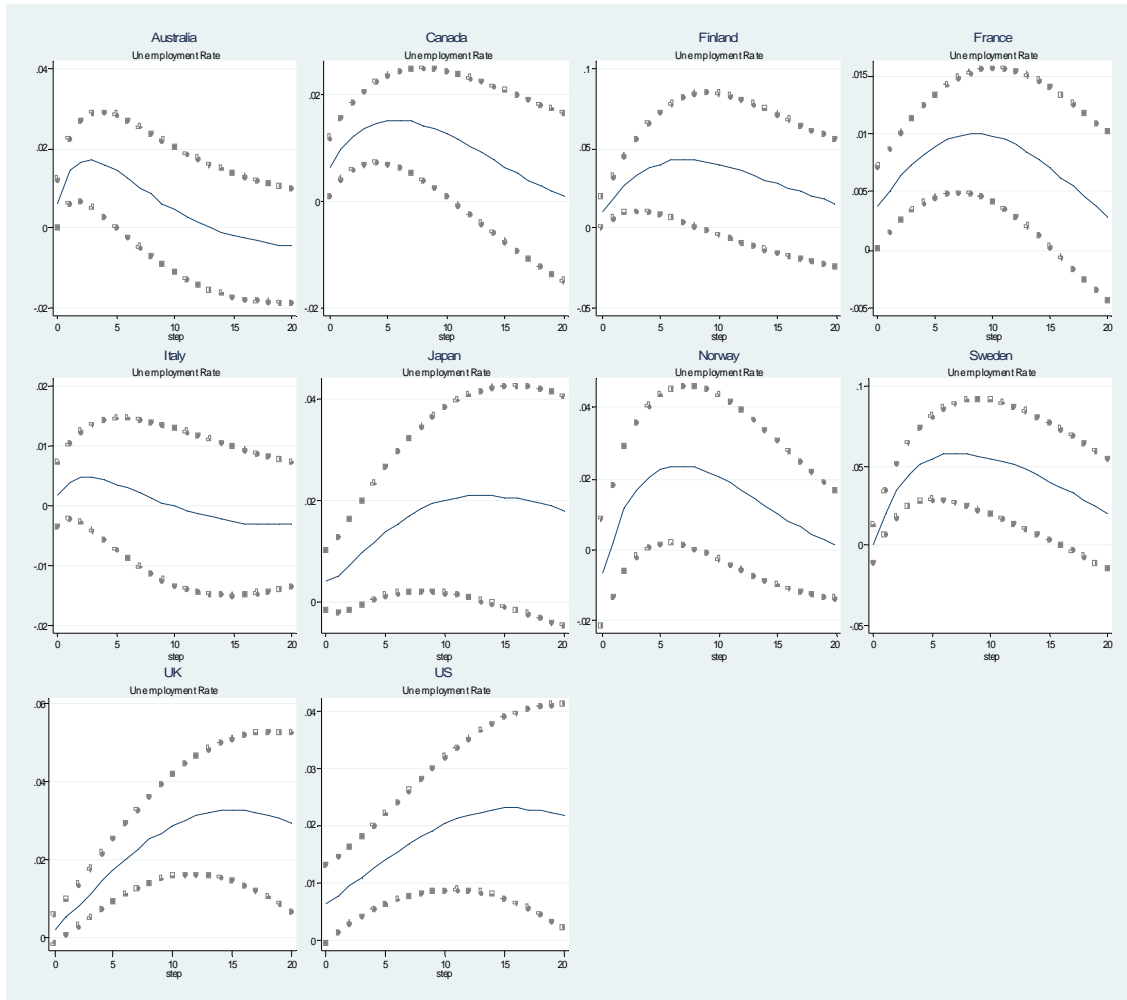 Australia
Unemployment Rate
.04
.02
0
-.02
0 5 10 15 20
step
Canada
Unemployment Rate
.02
0
-.02
0 5 10 15 20
step
Finland
Unemployment Rate
.1
.05
0
-.05
0 5 10 15 20
step
France
Unemployment Rate
.015
.01
.005
0
-.005
0 5 10 15 20
step
Italy
Unemployment Rate
.02
.01
0
-.01
-.02
0 5 10 15 20
step
Japan
Unemployment Rate
.04
.02
0
0 5 10 15 20
step
Norway
Unemployment Rate
.04
.02
0
-.02
0 5 10 15 20
step
Sweden
Unemployment Rate
.1
.05
0
-.05
0 5 10 15 20
step
UK
Unemployment Rate
.06
.04
.02
0
0 5 10 15 20
step
US
Unemployment Rate
.04
.03
.02
.01
0
0 5 10 15 20
step